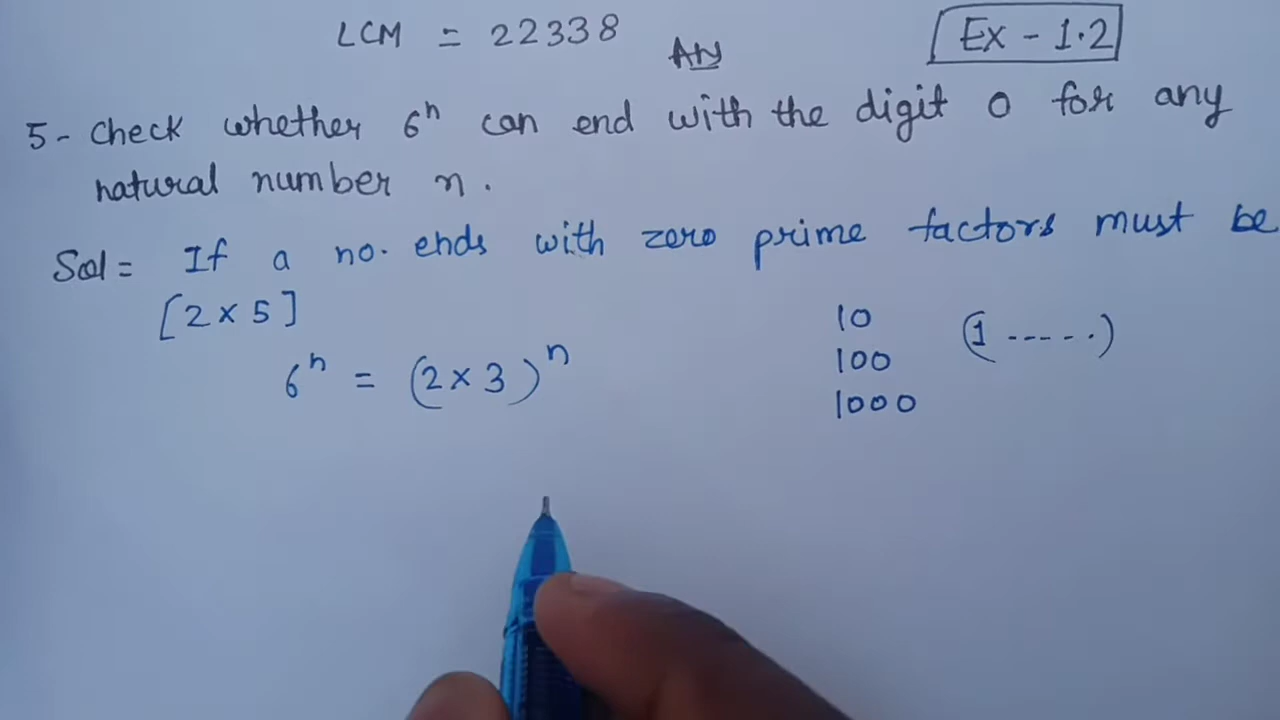 LCM = 22338 Ans
Ex - 1.2
5- Check whether 6ⁿ can end with the digit 0 for any
natural number n.
Sol = If a no. ends with zero prime factors must be
[2 × 5]
6ⁿ = (2 × 3)ⁿ
10
(1 ------)
100
1000